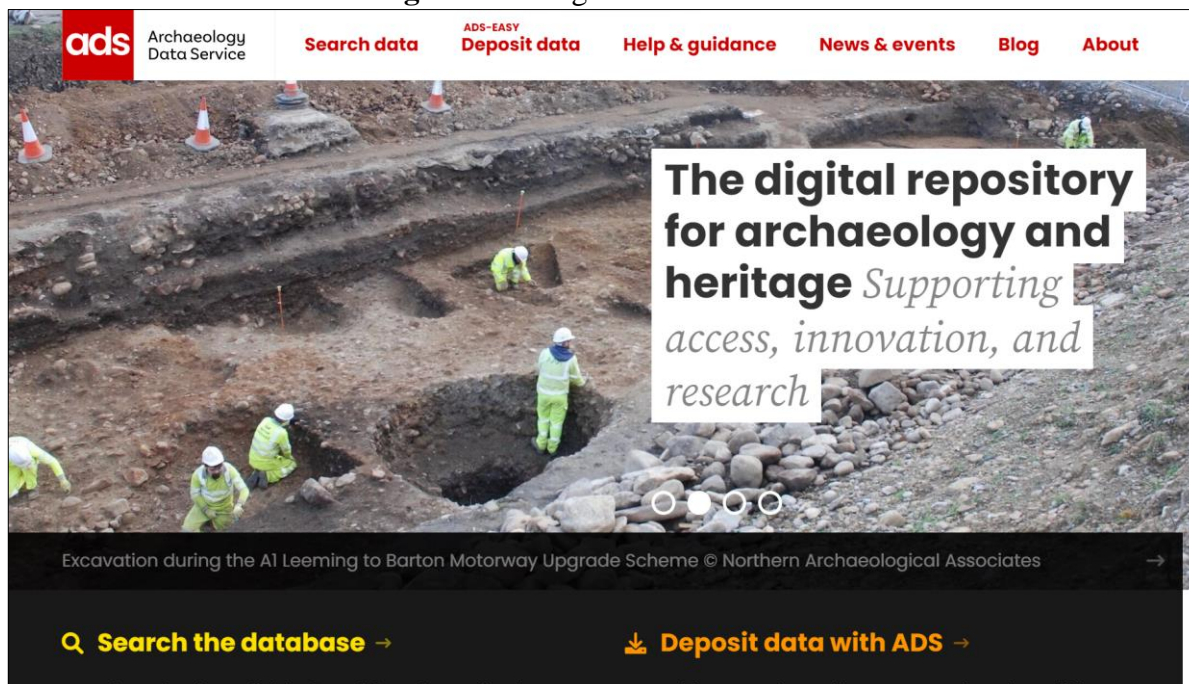 g
ads
Archaeology
Data Service
Search data
ADS-EASY
Deposit data
Help & guidance
News & events
Blog
About
The digital repository
for archaeology and
heritage Supporting
access, innovation, and
research
Excavation during the A1 Leeming to Barton Motorway Upgrade Scheme © Northern Archaeological Associates →
Search the database →
Deposit data with ADS →